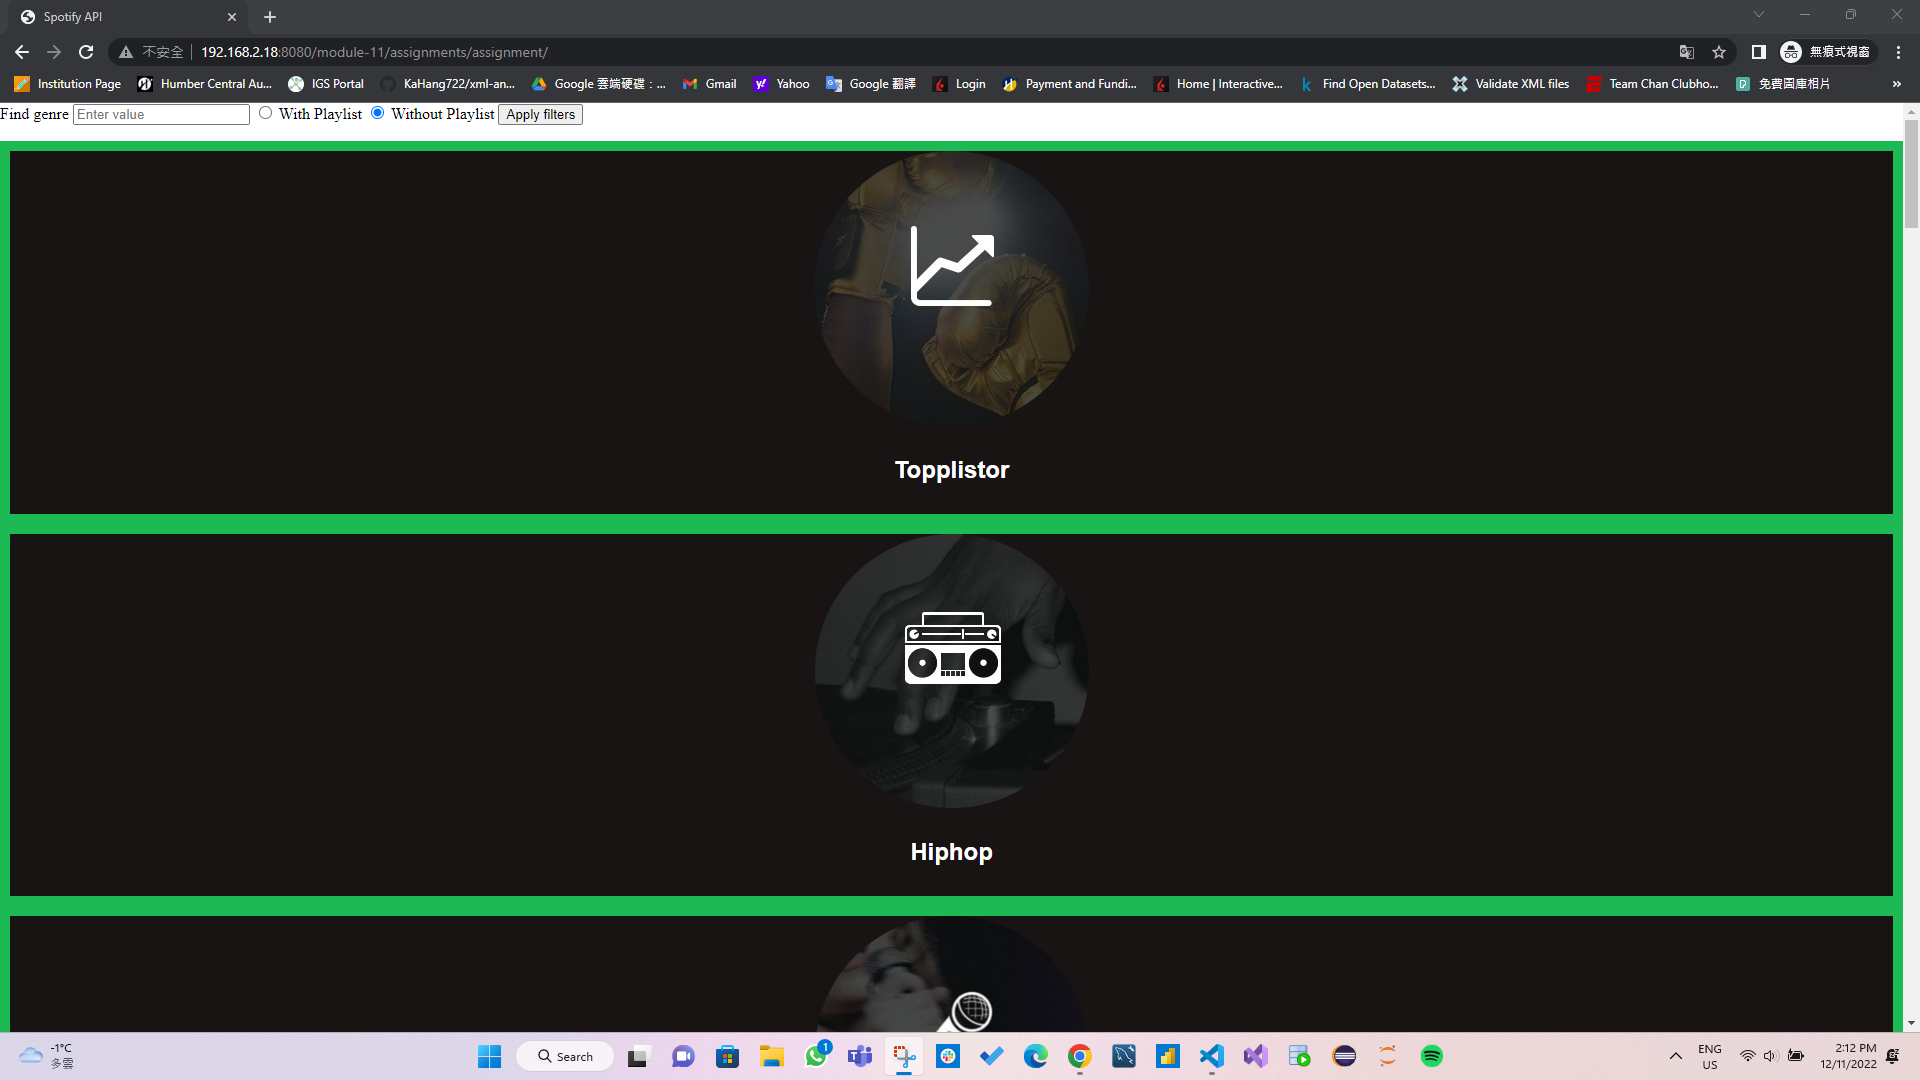 Spotify API
不安全 192.168.2.18:8080/module-11/assignments/assignment/ 無痕式視窗
Institution Page Humber Central Au... IGS Portal KaHang722/xml-an... Google 雲端硬碟：... Gmail Yahoo Google 翻譯 Login Payment and Fundi... Home | Interactive... Find Open Datasets... Validate XML files Team Chan Clubho... 免費圖庫相片 »
Find genre Enter value With Playlist Without Playlist Apply filters
Topplistor
Hiphop
-1°C
多雲
Search
1
ENG
US
2:12 PM
12/11/2022